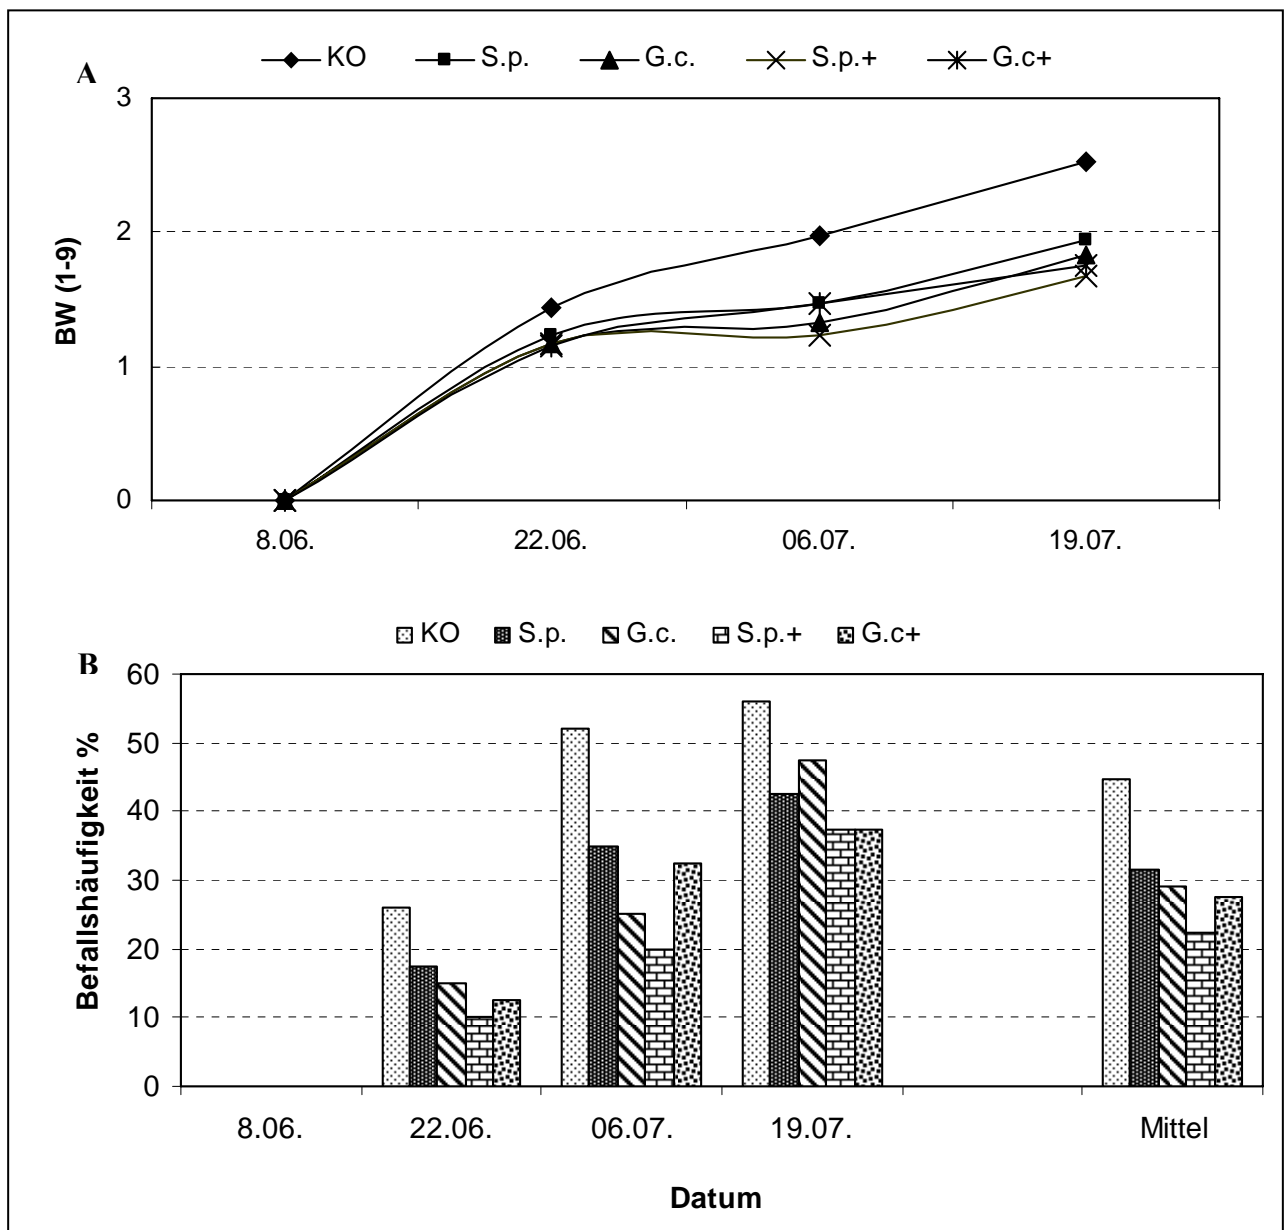 KO S.p. G.c. S.p.+ G.c+
A
3
2
1
0
BW (1-9)
8.06. 22.06. 06.07. 19.07.
KO S.p. G.c. S.p.+ G.c+
B
60
50
40
30
20
10
0
Befallshäufigkeit %
8.06. 22.06. 06.07. 19.07. Mittel
Datum